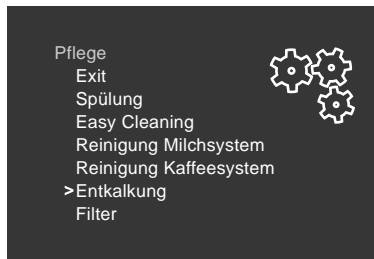 Pflege
Exit
Spülung
Easy Cleaning
Reinigung Milchsystem
Reinigung Kaffeesystem
>Entkalkung
Filter